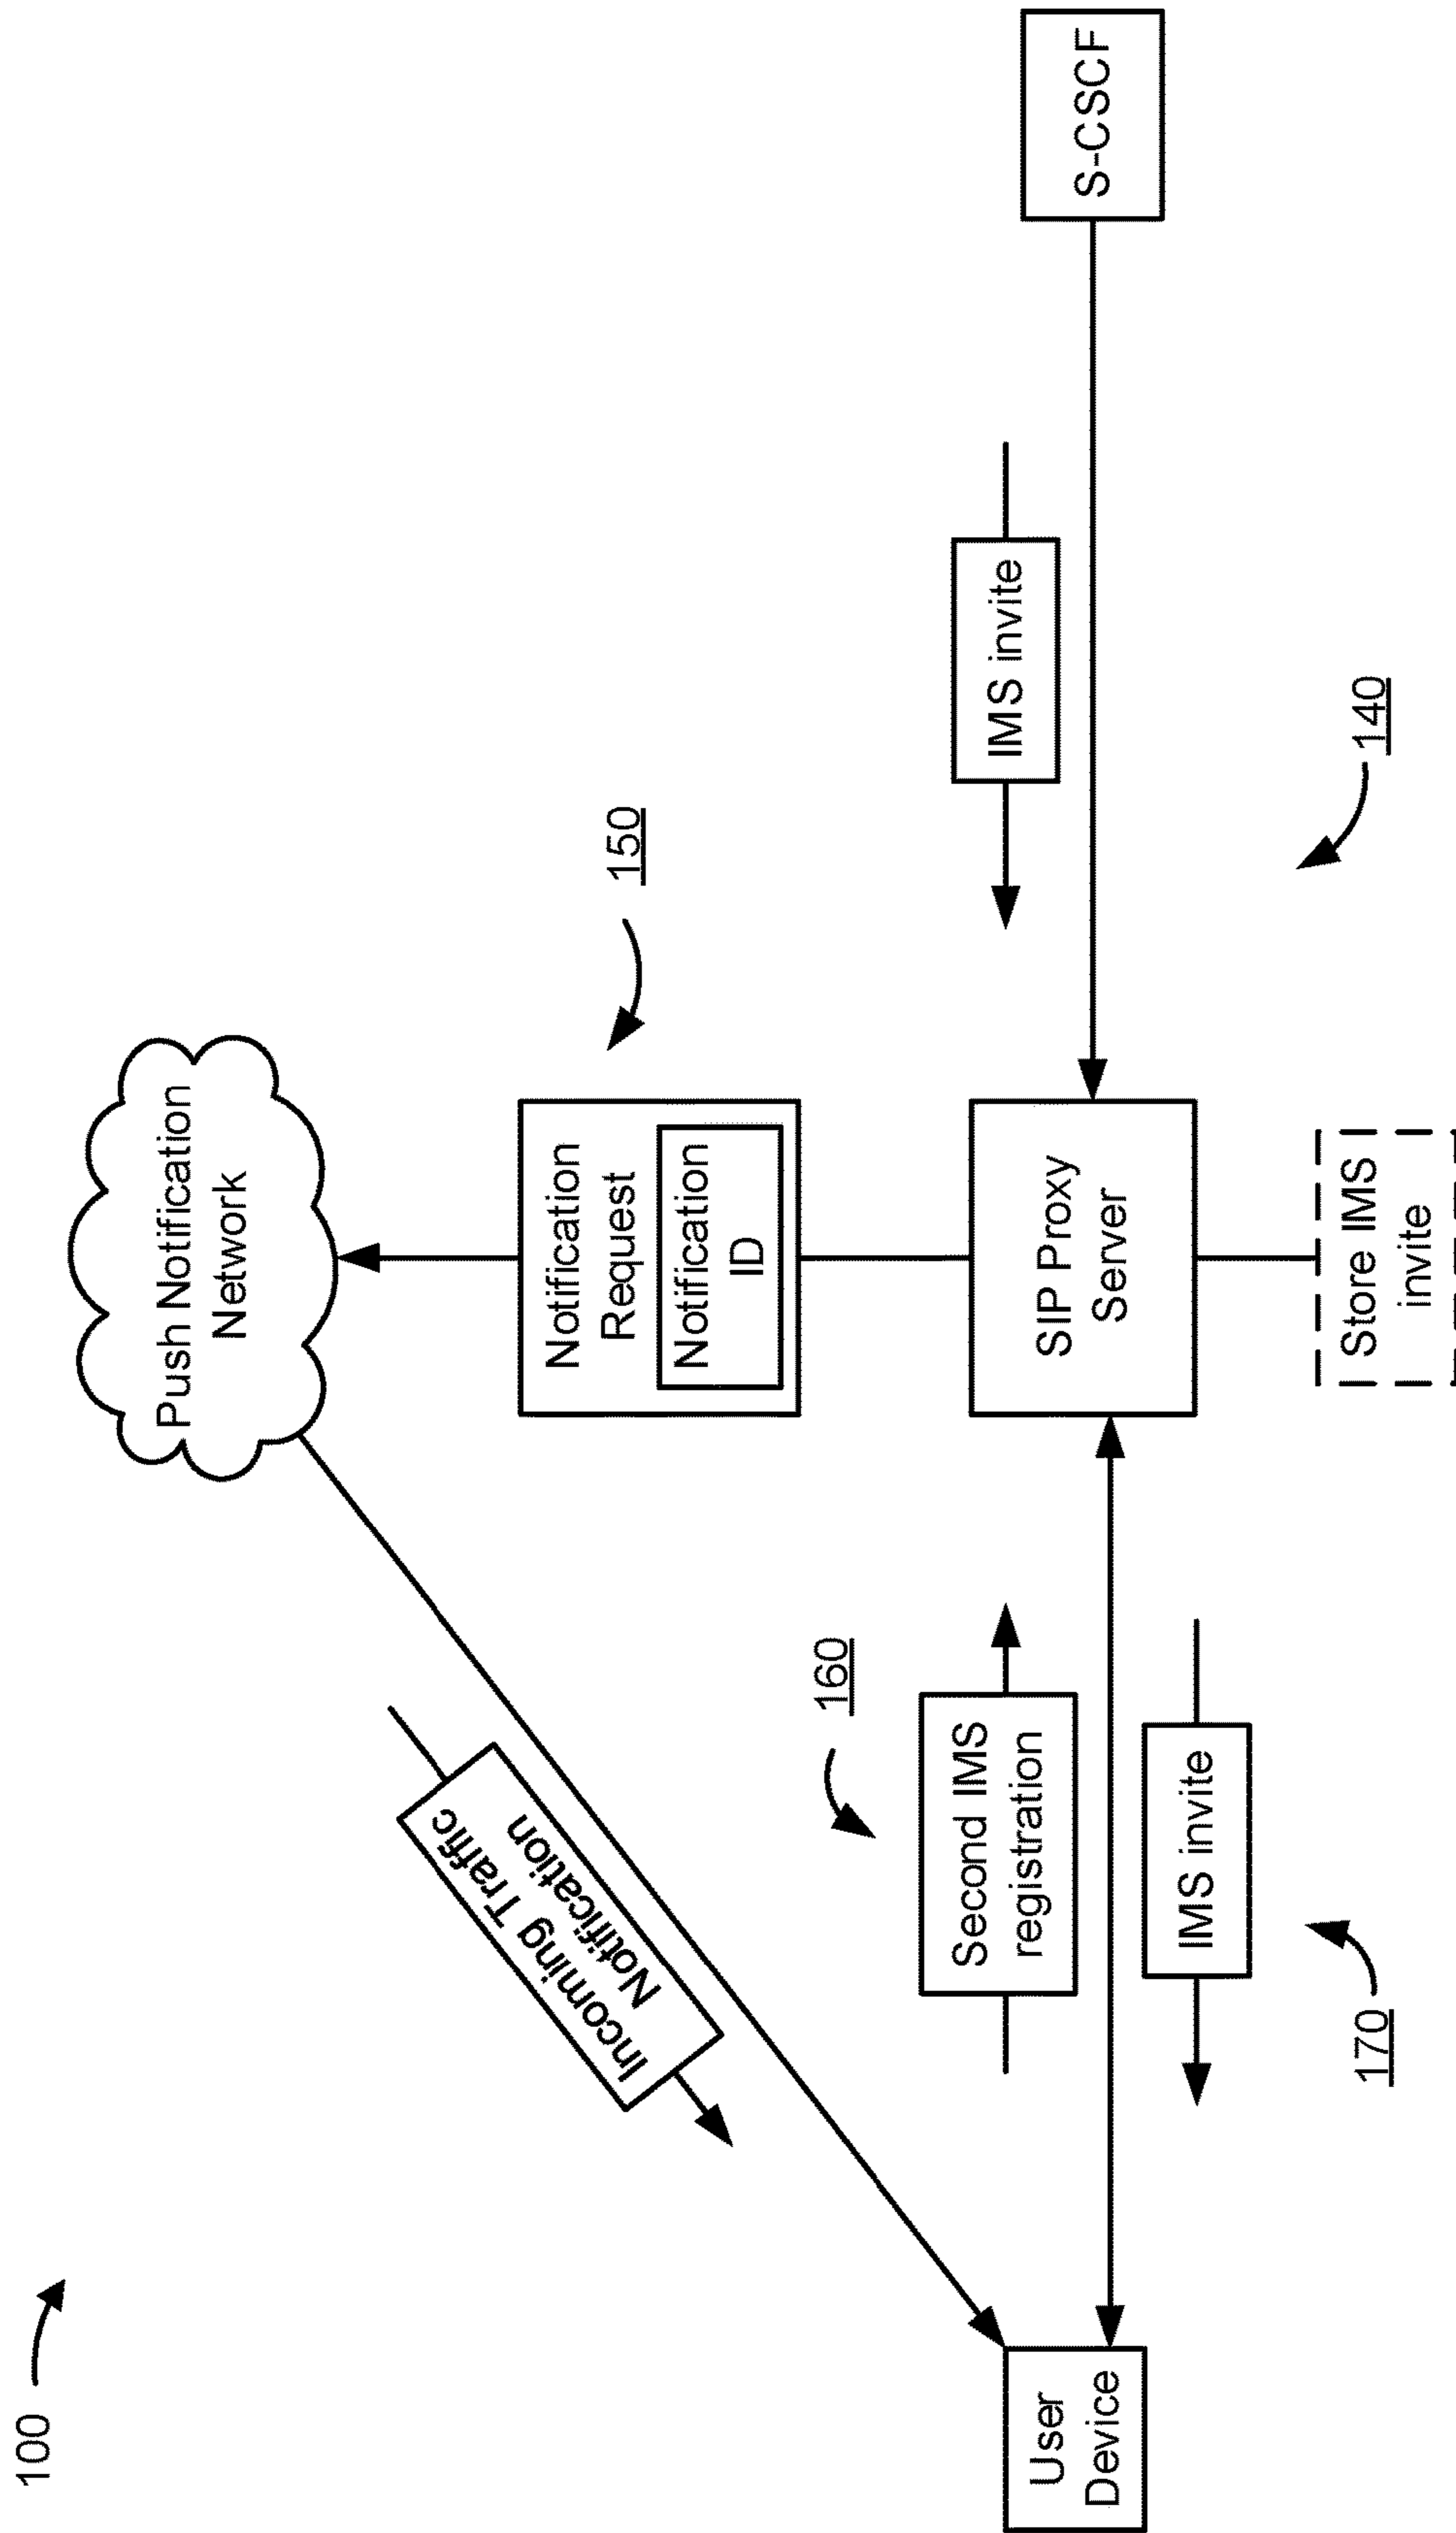 100
Push Notification
Network
Incoming Traffic
Notification
Notification
Request
Notification
ID
150
160
Second IMS
registration
IMS invite
User
Device
SIP Proxy
Server
S-CSCF
IMS invite
170
Store IMS
invite
140